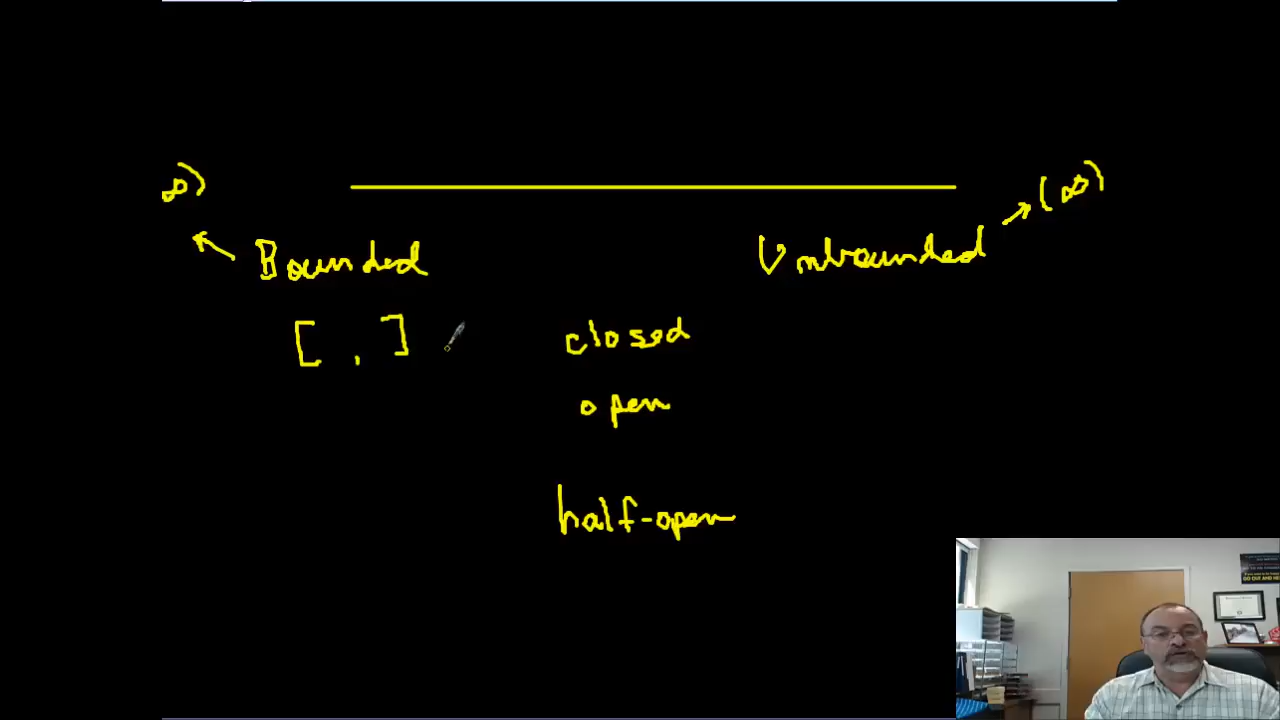 ∞) (∞)
Bounded Unbounded
[ , ] closed
open
half-open